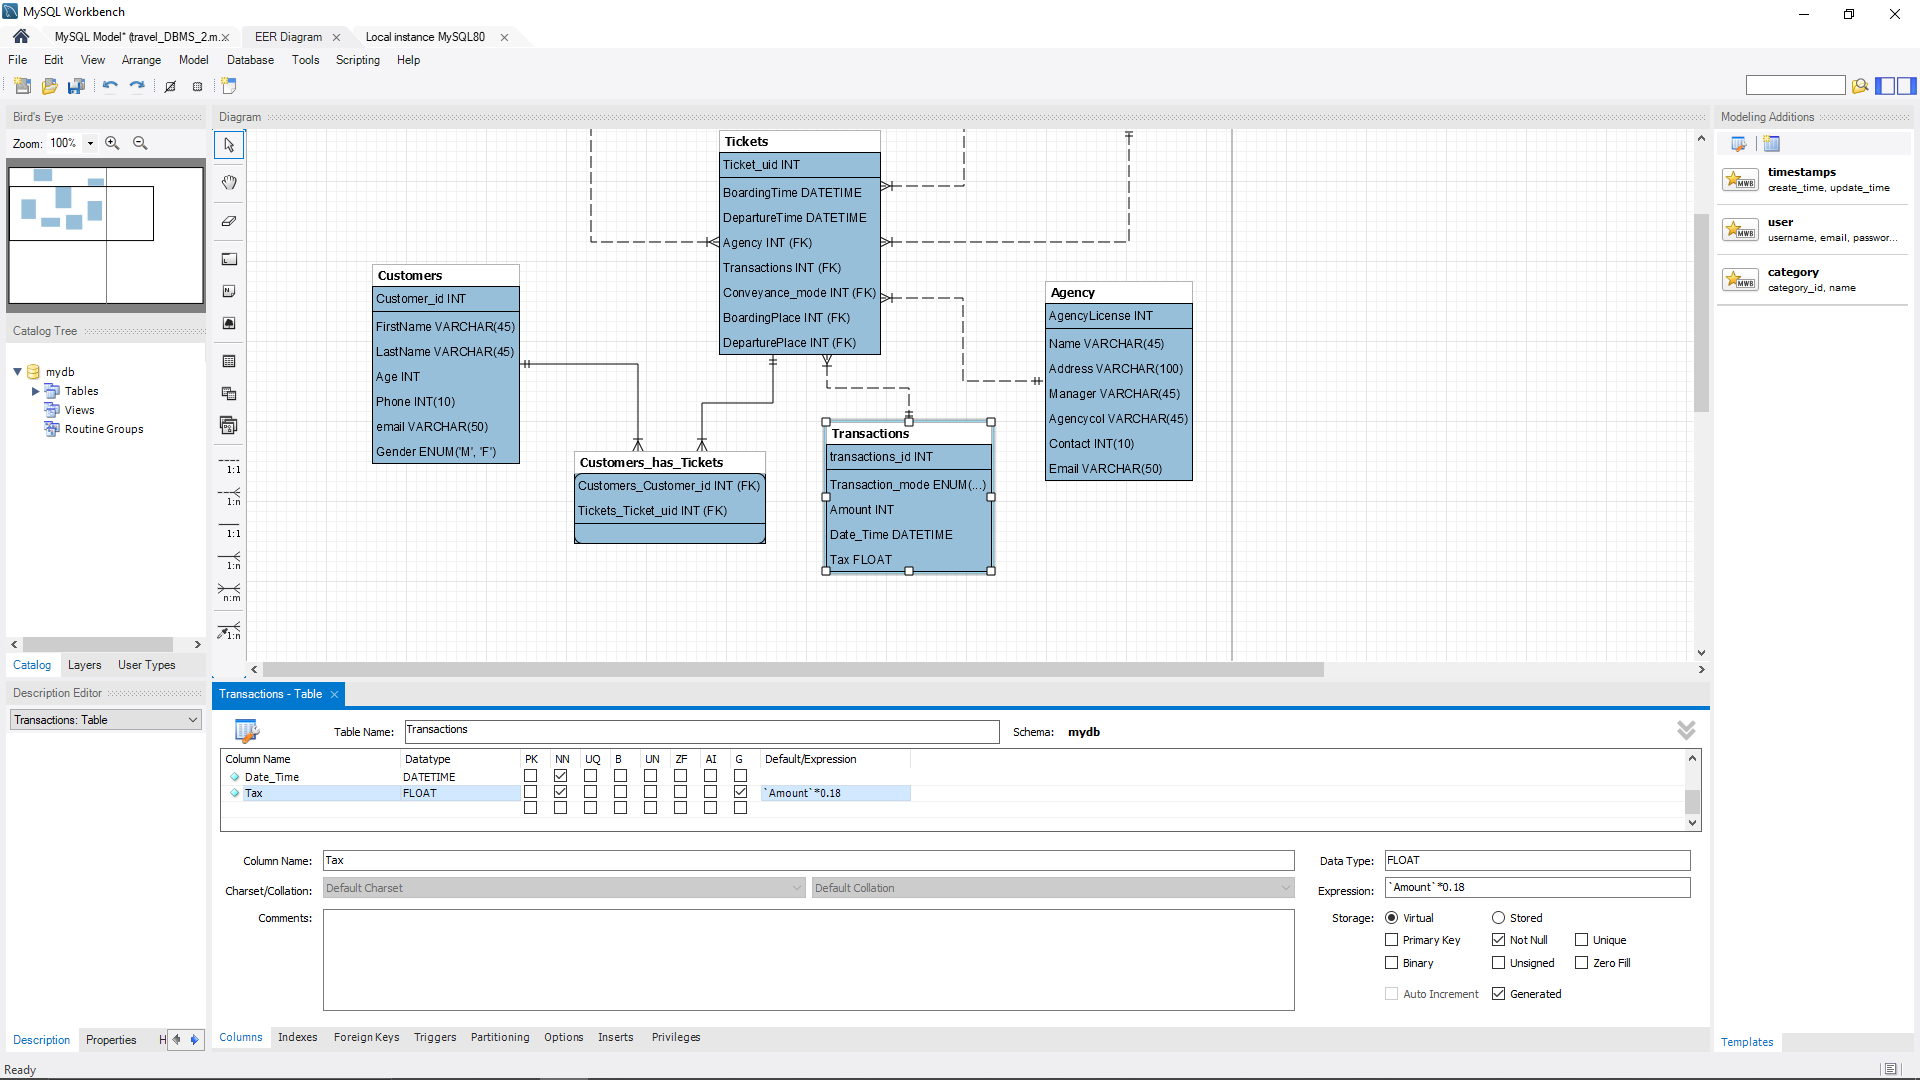 MySQL Workbench
MySQL Model* (travel_DBMS_2.m...
EER Diagram
Local instance MySQL80
File Edit View Arrange Model Database Tools Scripting Help
Bird's Eye
Zoom: 100%
Diagram
Modeling Additions
timestamps
create_time, update_time
user
username, email, passwor...
category
category_id, name
Catalog Tree
mydb
Tables
Views
Routine Groups
1:1
1:n
1:1
1:n
n:m
1:n
Tickets
Ticket_uid INT
BoardingTime DATETIME
DepartureTime DATETIME
Agency INT (FK)
Transactions INT (FK)
Conveyance_mode INT (FK)
BoardingPlace INT (FK)
DeparturePlace INT (FK)
Customers
Customer_id INT
FirstName VARCHAR(45)
LastName VARCHAR(45)
Age INT
Phone INT(10)
email VARCHAR(50)
Gender ENUM('M', 'F')
Agency
AgencyLicense INT
Name VARCHAR(45)
Address VARCHAR(100)
Manager VARCHAR(45)
Agencycol VARCHAR(45)
Contact INT(10)
Email VARCHAR(50)
Customers_has_Tickets
Customers_Customer_id INT (FK)
Tickets_Ticket_uid INT (FK)
Transactions
transactions_id INT
Transaction_mode ENUM(...)
Amount INT
Date_Time DATETIME
Tax FLOAT
Catalog Layers User Types
Description Editor
Transactions: Table
Description Properties H
Transactions - Table
Table Name: Transactions Schema: mydb
Column Name Datatype PK NN UQ B UN ZF AI G Default/Expression
Date_Time DATETIME
Tax FLOAT `Amount`*0.18
Column Name: Tax Data Type: FLOAT
Charset/Collation: Default Charset Default Collation Expression: `Amount`*0.18
Comments: Storage: Virtual Stored
Primary Key Not Null Unique
Binary Unsigned Zero Fill
Auto Increment Generated
Columns Indexes Foreign Keys Triggers Partitioning Options Inserts Privileges
Templates
Ready